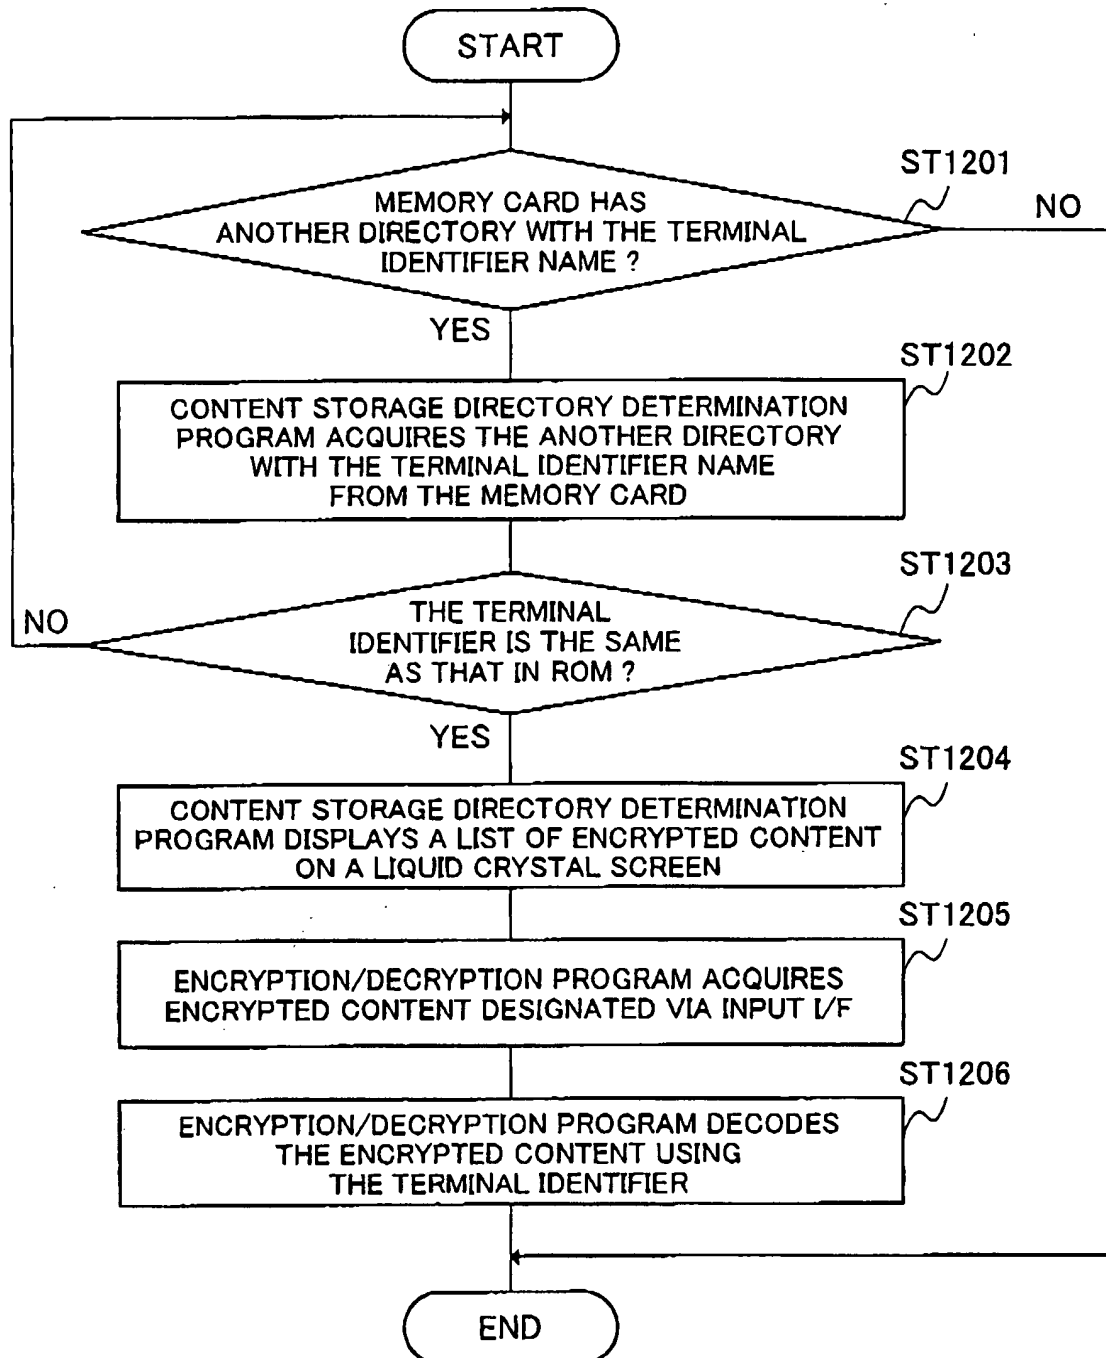 START
ST1201
MEMORY CARD HAS
ANOTHER DIRECTORY WITH THE TERMINAL
IDENTIFIER NAME ?
NO
YES
ST1202
CONTENT STORAGE DIRECTORY DETERMINATION
PROGRAM ACQUIRES THE ANOTHER DIRECTORY
WITH THE TERMINAL IDENTIFIER NAME
FROM THE MEMORY CARD
ST1203
THE TERMINAL
IDENTIFIER IS THE SAME
AS THAT IN ROM ?
NO
YES
ST1204
CONTENT STORAGE DIRECTORY DETERMINATION
PROGRAM DISPLAYS A LIST OF ENCRYPTED CONTENT
ON A LIQUID CRYSTAL SCREEN
ST1205
ENCRYPTION/DECRYPTION PROGRAM ACQUIRES
ENCRYPTED CONTENT DESIGNATED VIA INPUT I/F
ST1206
ENCRYPTION/DECRYPTION PROGRAM DECODES
THE ENCRYPTED CONTENT USING
THE TERMINAL IDENTIFIER
END